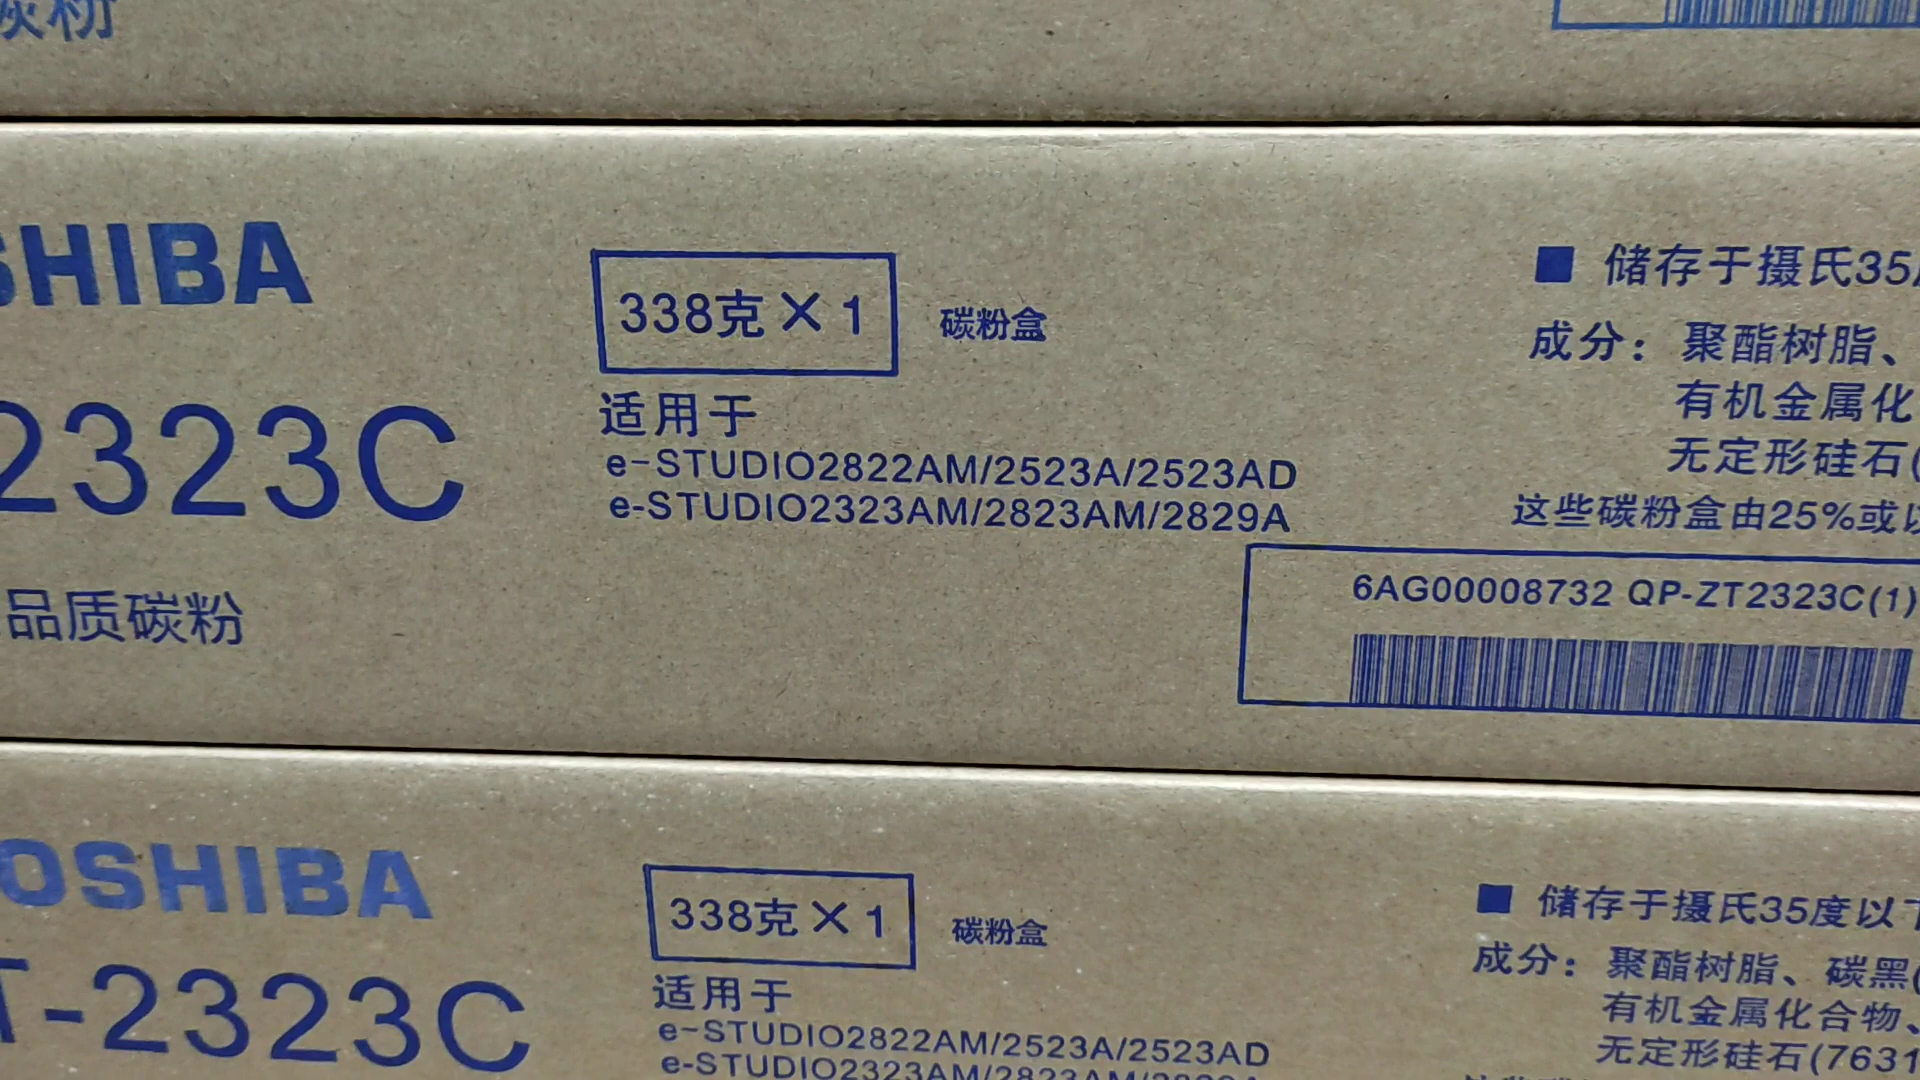 碳粉
SHIBA
2323C
品质碳粉
338克×1 碳粉盒
适用于
e-STUDIO2822AM/2523A/2523AD
e-STUDIO2323AM/2823AM/2829A
■ 储存于摄氏35
成分：聚酯树脂、
有机金属化
无定形硅石(
这些碳粉盒由25%或以
6AG00008732 QP-ZT2323C(1)
OSHIBA
T-2323C
338克×1 碳粉盒
适用于
e-STUDIO2822AM/2523A/2523AD
e-STUDIO2323AM/2823AM/2829A
■ 储存于摄氏35度以下
成分：聚酯树脂、碳黑(
有机金属化合物、
无定形硅石(7631